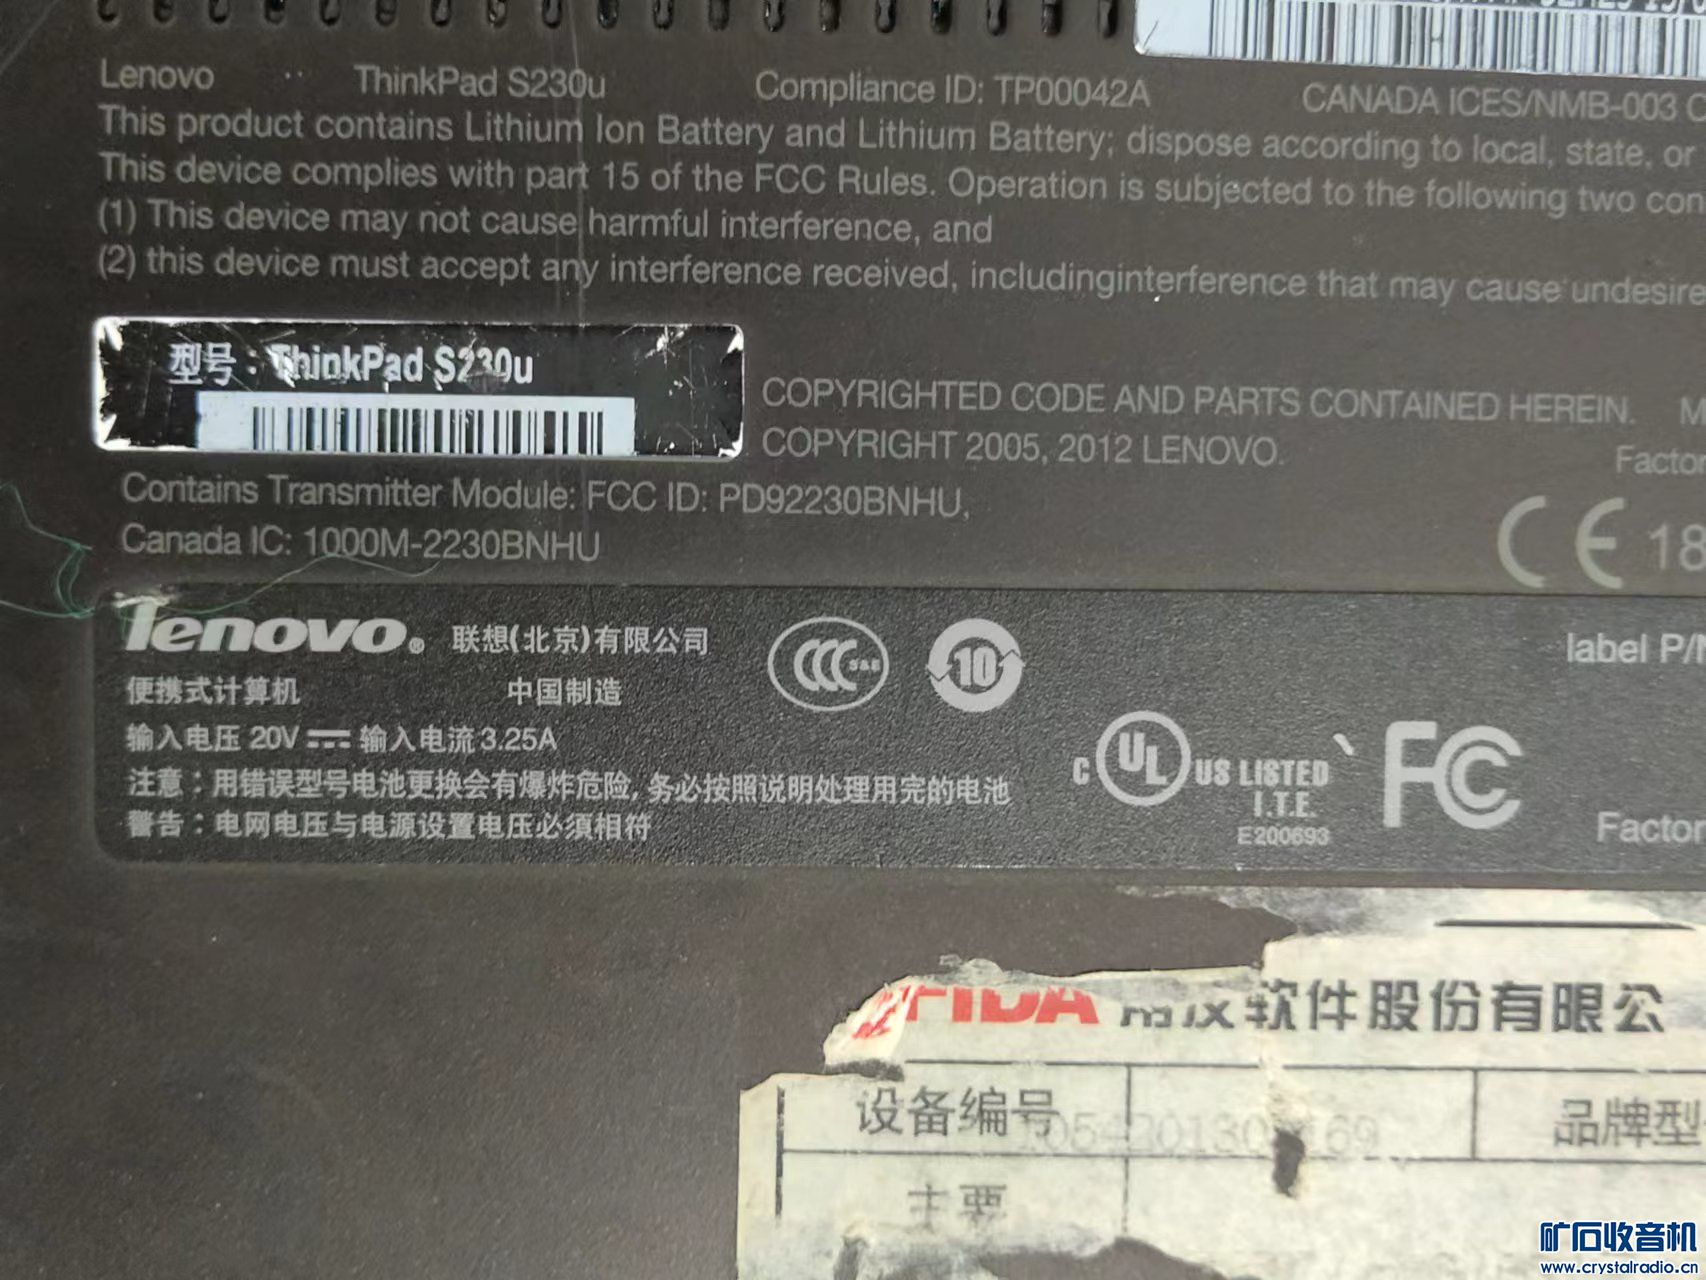 Lenovo ThinkPad S230u Compliance ID: TP00042A CANADA ICES/NMB-003
This product contains Lithium Ion Battery and Lithium Battery; dispose according to local, state, or
This device complies with part 15 of the FCC Rules. Operation is subjected to the following two
(1) This device may not cause harmful interference, and
(2) this device must accept any interference received, includinginterference that may cause undesire
型号：ThinkPad S230u
COPYRIGHTED CODE AND PARTS CONTAINED HEREIN.
COPYRIGHT 2005, 2012 LENOVO.
Factor
Contains Transmitter Module: FCC ID: PD92230BNHU,
Canada IC: 1000M-2230BNHU
CE 18
lenovo® 联想(北京)有限公司
CCC S&E
10
label P/N
便携式计算机 中国制造
输入电压 20V 输入电流 3.25A
注意：用错误型号电池更换会有爆炸危险, 务必按照说明处理用完的电池
警告：电网电压与电源设置电压必须相符
C UL US LISTED
I.T.E.
E200693
FC
Factor
软件股份有限公
设备编号
品牌型
主要
矿石收音机
www.crystalradio.cn